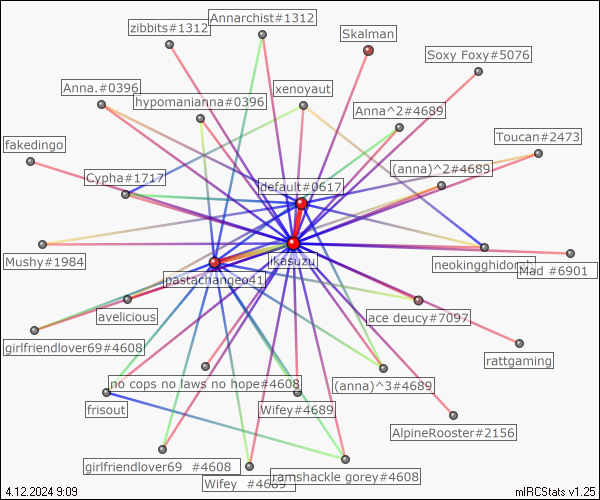 Annarchist#1312
zibbits#1312
Skalman
Soxy Foxy#5076
Anna.#0396
xenoyaut
hypomanianna#0396
Anna^2#4689
Toucan#2473
fakedingo
(anna)^2#4689
Cypha#1717
default#0617
Mushy#1984
ikasuzu
neokingghidorah
Mad #6901
pastachangeo41
avelicious
ace deucy#7097
girlfriendlover69#4608
rattgaming
no cops no laws no hope#4608
(anna)^3#4689
frisout
Wifey#4689
AlpineRooster#2156
girlfriendlover69 #4608
Wifey #4689
ramshackle gorey#4608
4.12.2024 9:09
mIRCStats v1.25